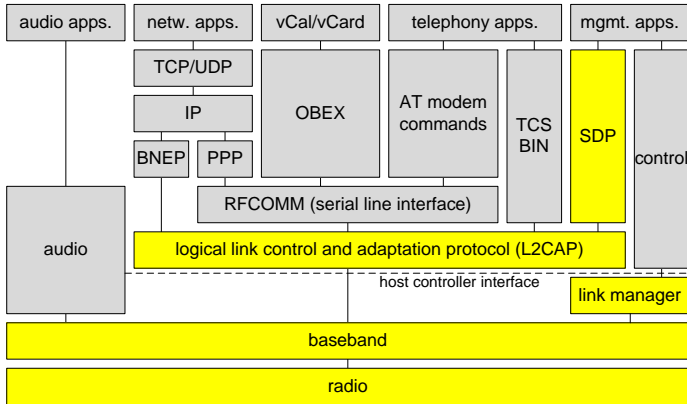 audio apps.
netw. apps.
vCal/vCard
telephony apps.
mgmt. apps.
TCP/UDP
IP
OBEX
AT modem
commands
TCS
BIN
SDP
control
BNEP
PPP
RFCOMM (serial line interface)
audio
logical link control and adaptation protocol (L2CAP)
host controller interface
link manager
baseband
radio